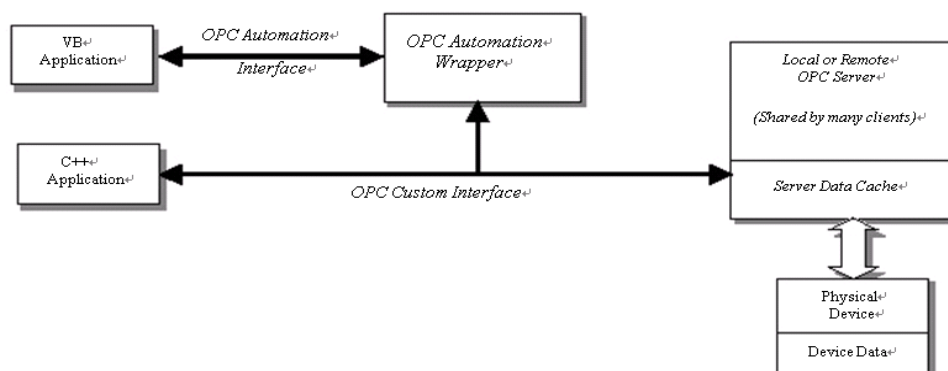 VB↵
Application↵
OPC Automation↵
Interface↵
OPC Automation↵
Wrapper↵
Local or Remote↵
OPC Server↵
(Shared by many clients)↵
C++↵
Application↵
OPC Custom Interface↵
Server Data Cache↵
Physical↵
Device↵
Device Data↵